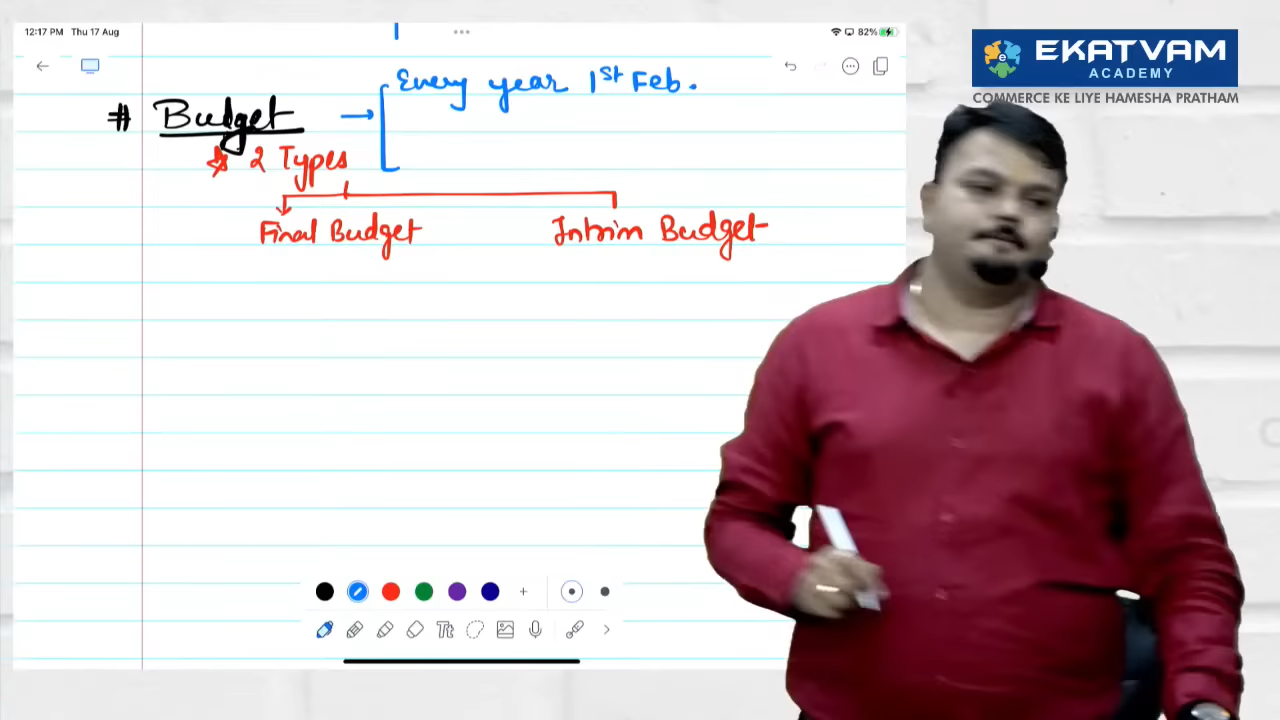 12:17 PM Thu 17 Aug
82%
EKATVAM
ACADEMY
COMMERCE KE LIYE HAMESHA PRATHAM
Every year 1st Feb.
# Budget →
2 Types
Final Budget
Intrim Budget
Tt